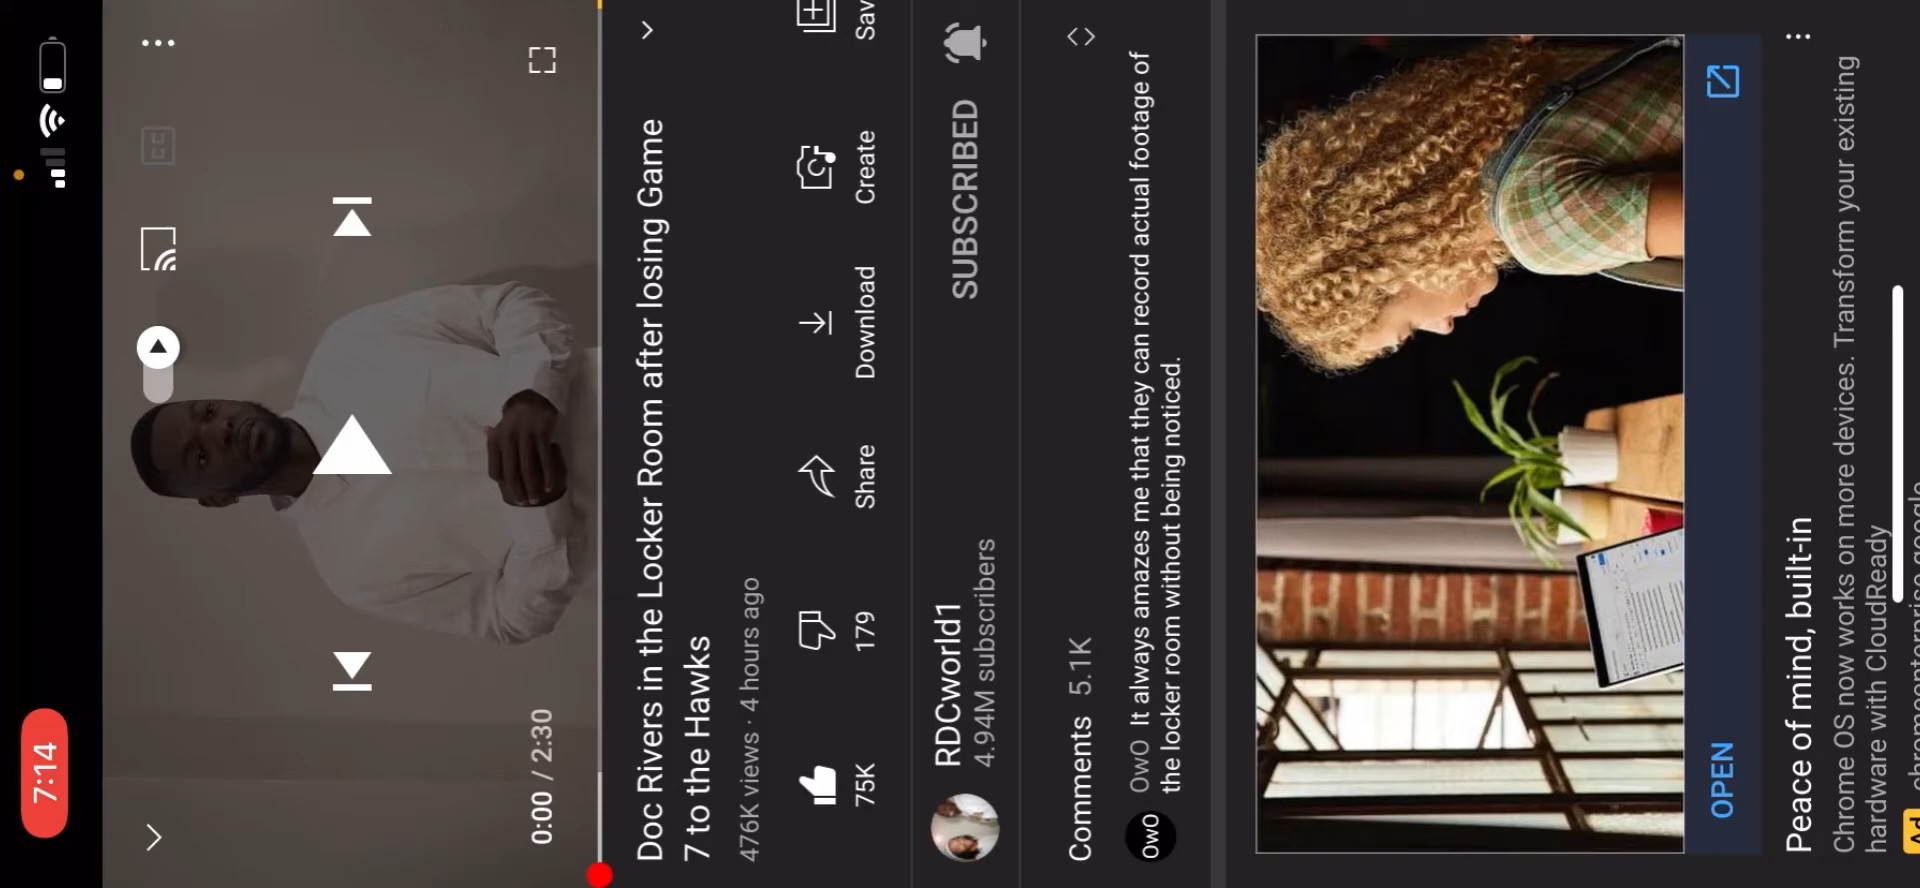 7:14
0:00 / 2:30
Doc Rivers in the Locker Room after losing Game
7 to the Hawks
476K views · 4 hours ago
75K
179
Share
Download
Create
Sav
RDCworld1
4.94M subscribers
SUBSCRIBED
Comments 5.1K
OwO
OwO It always amazes me that they can record actual footage of
the locker room without being noticed.
OPEN
Peace of mind, built-in
Chrome OS now works on more devices. Transform your existing
hardware with CloudReady
Ad chromeenterprise.google